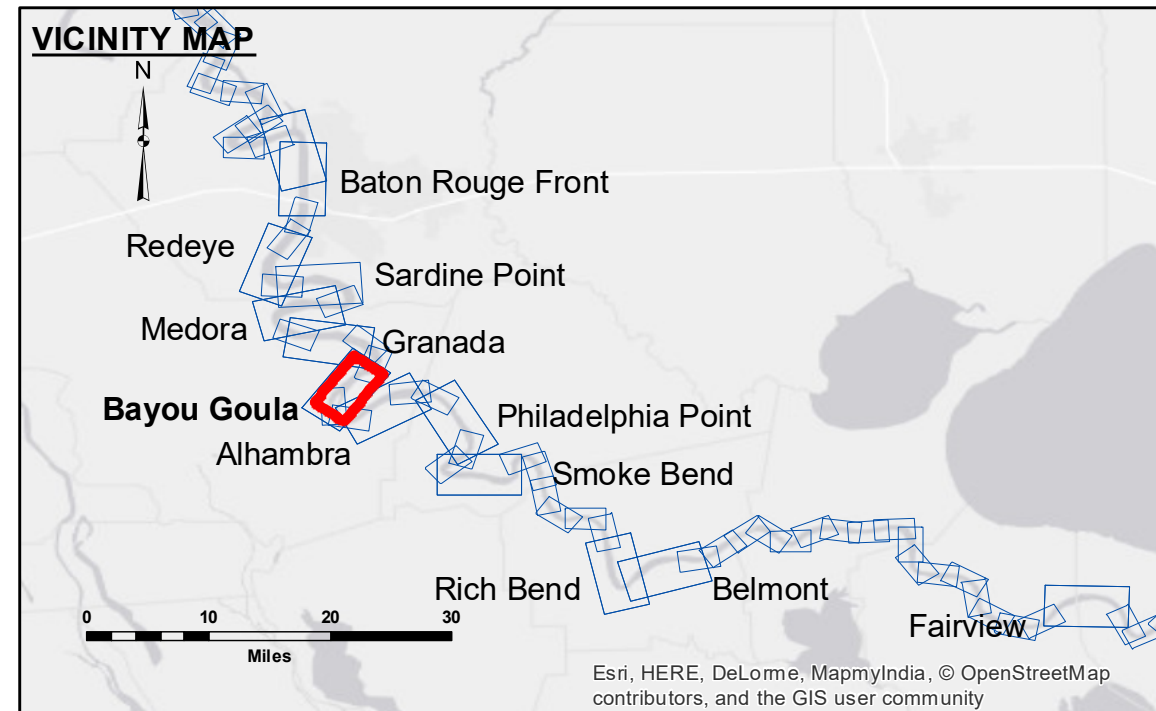 VICINITY MAP
N
Baton Rouge Front
Redeye
Sardine Point
Medora
Granada
Bayou Goula
Philadelphia Point
Alhambra
Smoke Bend
Rich Bend
Belmont
Fairview
0 10 20 30
Miles
Esri, HERE, DeLorme, MapmyIndia, © OpenStreetMap
contributors, and the GIS user community